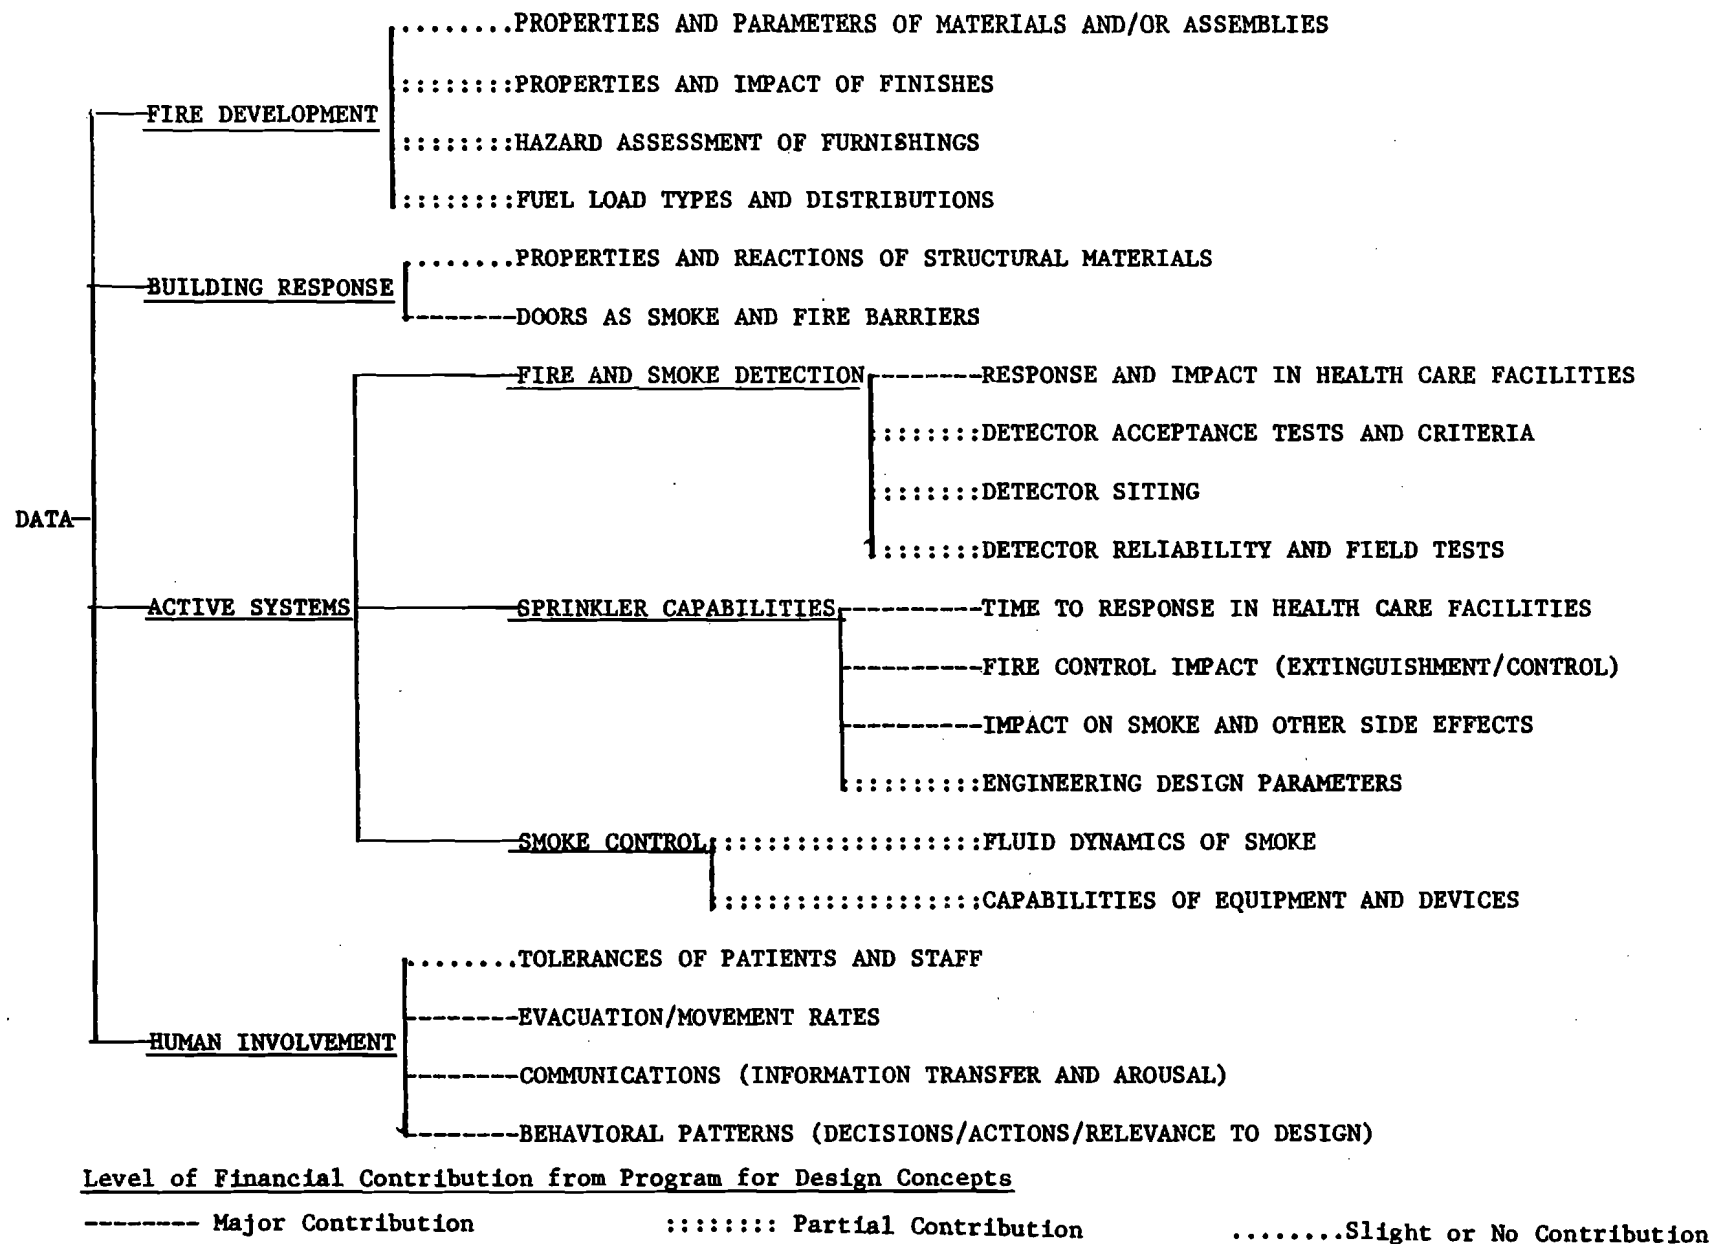 PROPERTIES AND PARAMETERS OF MATERIALS AND/OR ASSEMBLIES
PROPERTIES AND IMPACT OF FINISHES
FIRE DEVELOPMENT
HAZARD ASSESSMENT OF FURNISHINGS
FUEL LOAD TYPES AND DISTRIBUTIONS
PROPERTIES AND REACTIONS OF STRUCTURAL MATERIALS
BUILDING RESPONSE
DOORS AS SMOKE AND FIRE BARRIERS
FIRE AND SMOKE DETECTION RESPONSE AND IMPACT IN HEALTH CARE FACILITIES
DETECTOR ACCEPTANCE TESTS AND CRITERIA
DETECTOR SITING
DATA
DETECTOR RELIABILITY AND FIELD TESTS
ACTIVE SYSTEMS SPRINKLER CAPABILITIES TIME TO RESPONSE IN HEALTH CARE FACILITIES
FIRE CONTROL IMPACT (EXTINGUISHMENT/CONTROL)
IMPACT ON SMOKE AND OTHER SIDE EFFECTS
ENGINEERING DESIGN PARAMETERS
SMOKE CONTROL FLUID DYNAMICS OF SMOKE
CAPABILITIES OF EQUIPMENT AND DEVICES
TOLERANCES OF PATIENTS AND STAFF
EVACUATION/MOVEMENT RATES
HUMAN INVOLVEMENT
COMMUNICATIONS (INFORMATION TRANSFER AND AROUSAL)
BEHAVIORAL PATTERNS (DECISIONS/ACTIONS/RELEVANCE TO DESIGN)
Level of Financial Contribution from Program for Design Concepts
-------- Major Contribution :::::::: Partial Contribution ........Slight or No Contribution